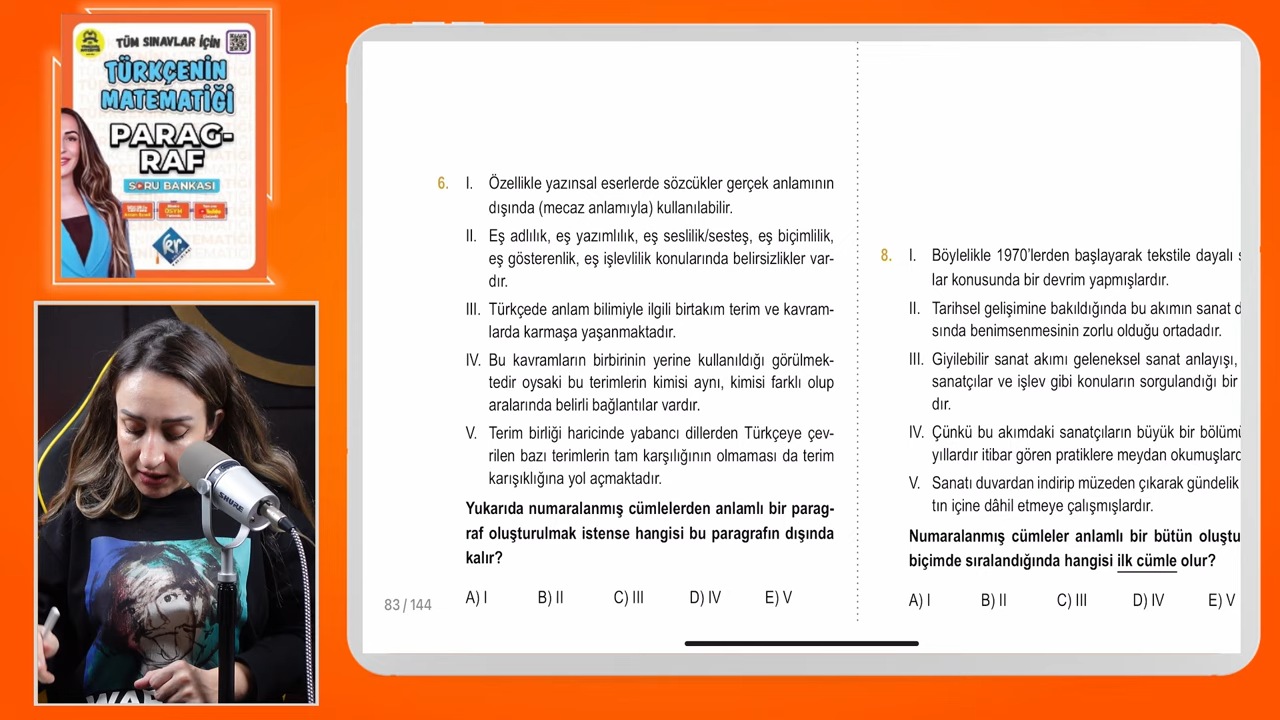 TÜM SINAVLAR İÇİN
TÜRKÇENİN
MATEMATİĞİ
PARAG-
RAF
SORU BANKASI
ÖSYM
YouTube
kr
SHURE
6. I. Özellikle yazınsal eserlerde sözcükler gerçek anlamının
dışında (mecaz anlamıyla) kullanılabilir.
II. Eş adlılık, eş yazımlılık, eş seslilik/sesteş, eş biçimlilik,
eş gösterenlik, eş işlevlilik konularında belirsizlikler var-
dır.
III. Türkçede anlam bilimiyle ilgili birtakım terim ve kavram-
larda karmaşa yaşanmaktadır.
IV. Bu kavramların birbirinin yerine kullanıldığı görülmek-
tedir oysaki bu terimlerin kimisi aynı, kimisi farklı olup
aralarında belirli bağlantılar vardır.
V. Terim birliği haricinde yabancı dillerden Türkçeye çev-
rilen bazı terimlerin tam karşılığının olmaması da terim
karışıklığına yol açmaktadır.
Yukarıda numaralanmış cümlelerden anlamlı bir parag-
raf oluşturulmak istense hangisi bu paragrafın dışında
kalır?
A) I B) II C) III D) IV E) V
83 / 144
8. I. Böylelikle 1970'lerden başlayarak tekstile dayalı s
lar konusunda bir devrim yapmışlardır.
II. Tarihsel gelişimine bakıldığında bu akımın sanat d
sında benimsenmesinin zorlu olduğu ortadadır.
III. Giyilebilir sanat akımı geleneksel sanat anlayışı,
sanatçılar ve işlev gibi konuların sorgulandığı bir
dır.
IV. Çünkü bu akımdaki sanatçıların büyük bir bölümü
yıllardır itibar gören pratiklere meydan okumuşlard
V. Sanatı duvardan indirip müzeden çıkarak gündelik
tın içine dâhil etmeye çalışmışlardır.
Numaralanmış cümleler anlamlı bir bütün oluştu
biçimde sıralandığında hangisi ilk cümle olur?
A) I B) II C) III D) IV E) V